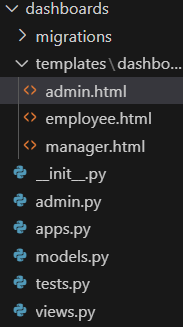 dashboards
migrations
templates\dashbo...
admin.html
employee.html
manager.html
__init__.py
admin.py
apps.py
models.py
tests.py
views.py